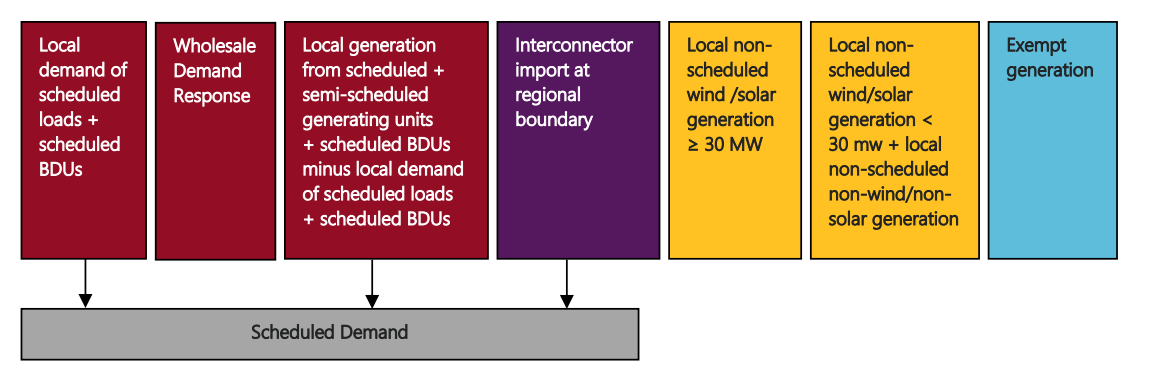 Local
demand of
scheduled
loads +
scheduled
BDUs
Wholesale
Demand
Response
Local generation
from scheduled +
semi-scheduled
generating units
+ scheduled BDUs
minus local demand
of scheduled loads
+ scheduled BDUs
Interconnector
import at
regional
boundary
Local non-
scheduled
wind /solar
generation
≥ 30 MW
Local non-
scheduled
wind/solar
generation <
30 mw + local
non-scheduled
non-wind/non-
solar generation
Exempt
generation
Scheduled Demand